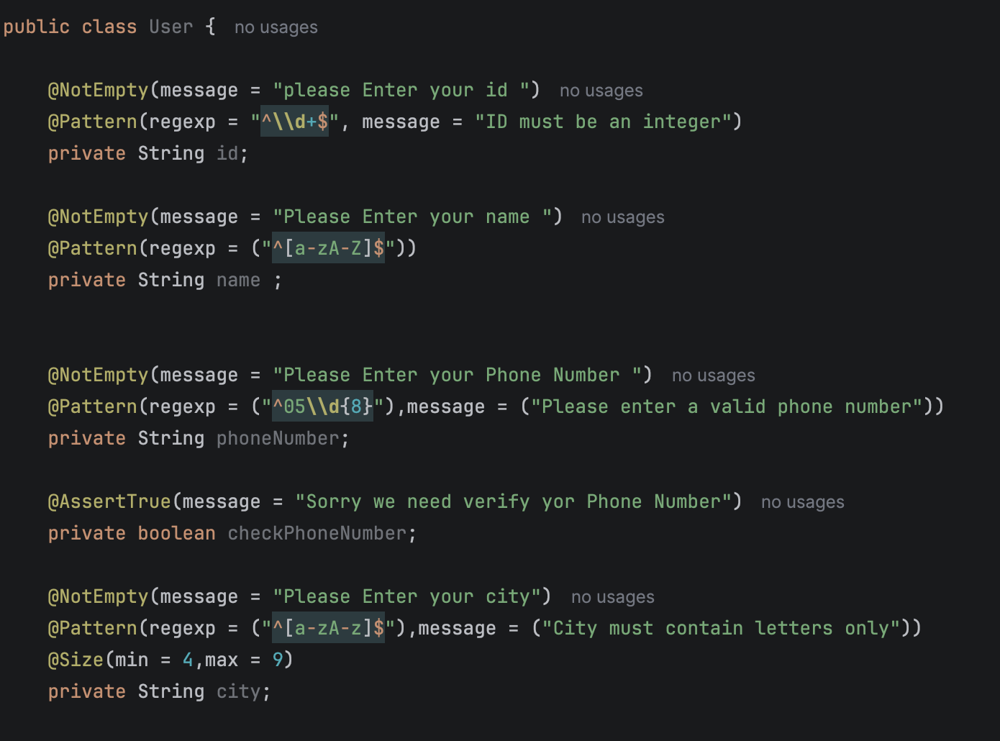 public class User {  no usages
@NotEmpty(message = "please Enter your id ")  no usages
@Pattern(regexp = "^\\d+$", message = "ID must be an integer")
private String id;
@NotEmpty(message = "Please Enter your name ")  no usages
@Pattern(regexp = ("^[a-zA-Z]$"))
private String name ;
@NotEmpty(message = "Please Enter your Phone Number ")  no usages
@Pattern(regexp = ("^05\\d{8}"),message = ("Please enter a valid phone number"))
private String phoneNumber;
@AssertTrue(message = "Sorry we need verify yor Phone Number")  no usages
private boolean checkPhoneNumber;
@NotEmpty(message = "Please Enter your city")  no usages
@Pattern(regexp = ("^[a-zA-z]$"),message = ("City must contain letters only"))
@Size(min = 4,max = 9)
private String city;